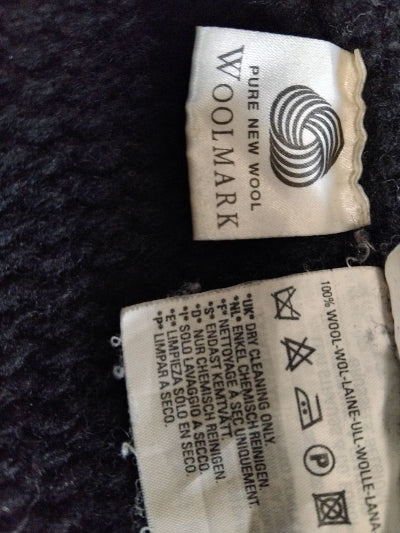 PURE NEW WOOL
WOOLMARK
100% WOOL-WOL-LAINE-ULL-WOLLE-LANA
P
*UK* DRY CLEANING ONLY.
*NL* ENKEL CHEMISCH REINIGEN.
*F* NETTOYAGE A SEC UNIQUEMENT.
*S* ENDAST KEMTVATT.
*D* NUR CHEMISCH REINIGEN
*I* SOLO LAVAGGIO A SECCO
*E* LIMPIEZA SOLO EN SECO
*P* LIMPAR A SECO.